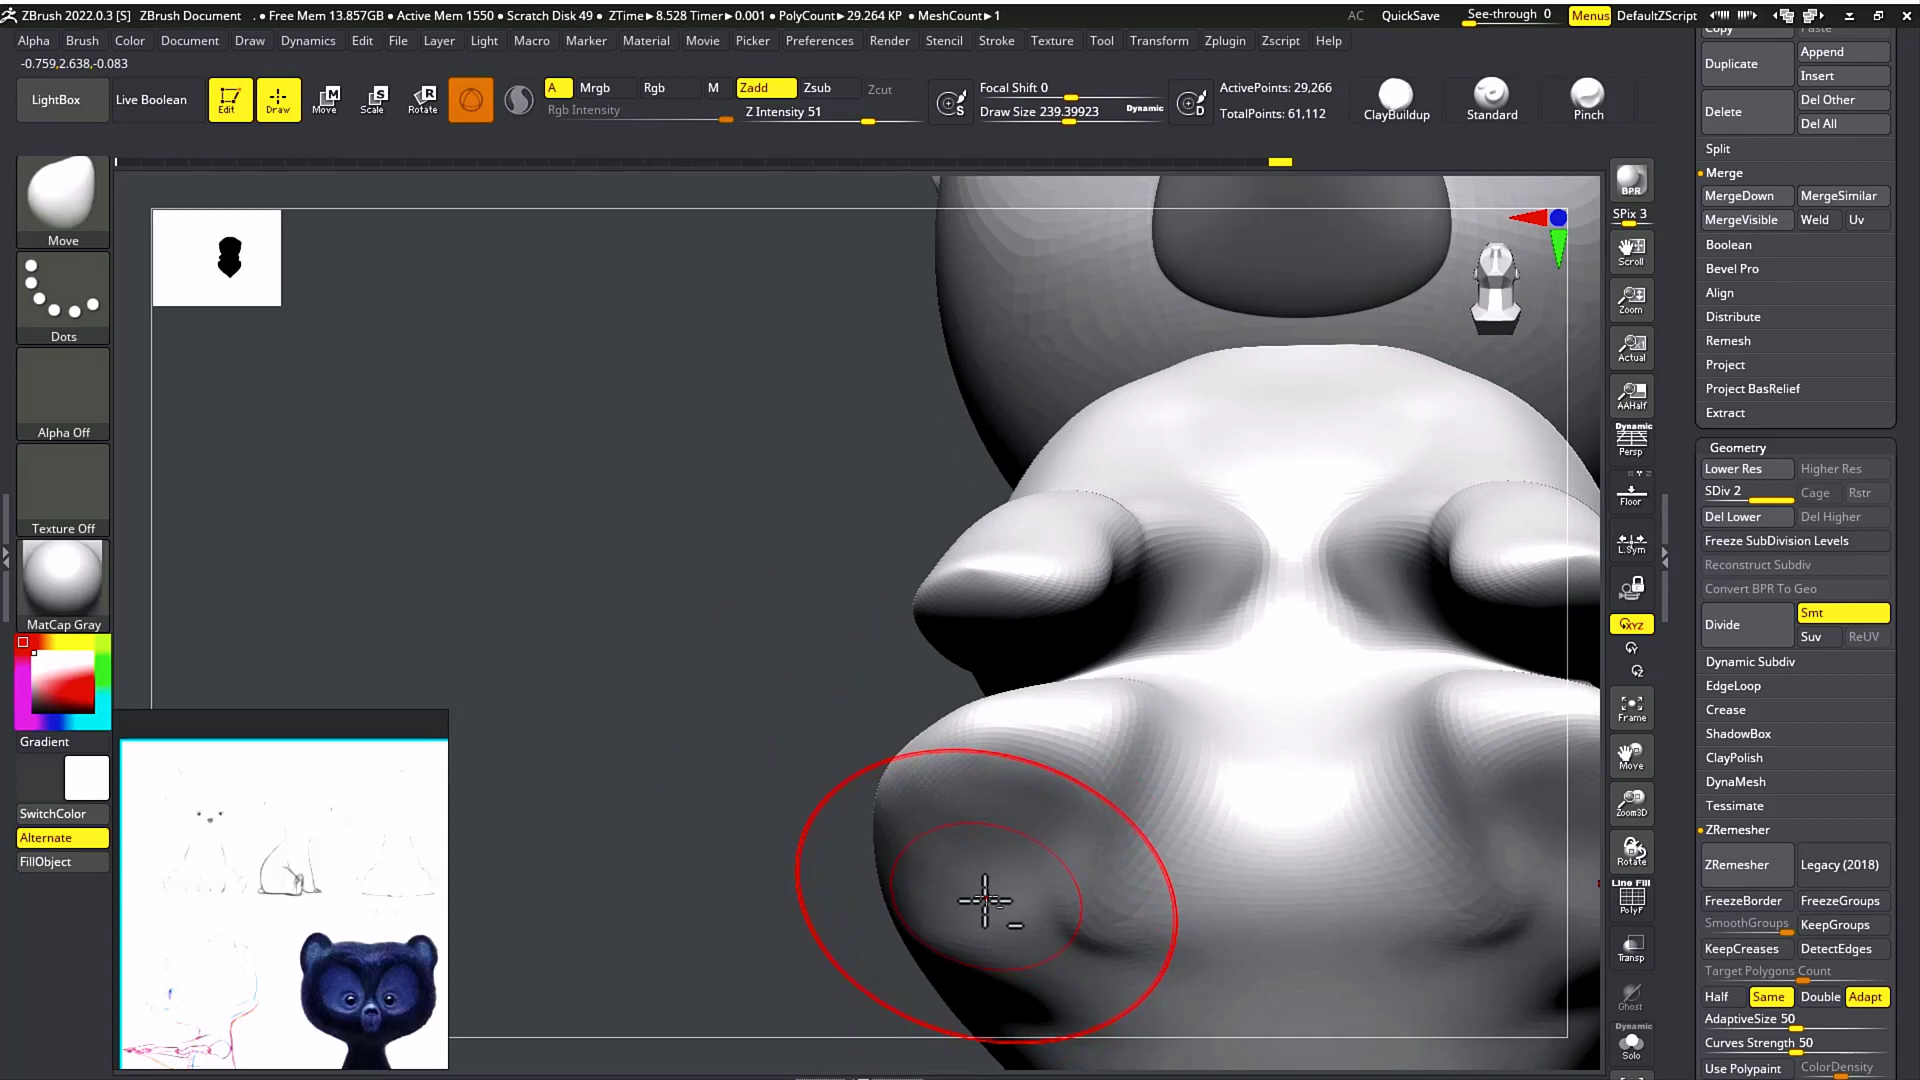 ZBrush 2022.0.3 [S] ZBrush Document . • Free Mem 13.857GB • Active Mem 1550 • Scratch Disk 49 • ZTime►8.528 Timer►0.001 • PolyCount►29.264 KP • MeshCount►1 AC QuickSave See-through 0 Menus DefaultZScript
Alpha Brush Color Document Draw Dynamics Edit File Layer Light Macro Marker Material Movie Picker Preferences Render Stencil Stroke Texture Tool Transform Zplugin Zscript Help
-0.759,2.638,-0.083
LightBox Live Boolean Edit Draw Move Scale Rotate
A Mrgb Rgb M Zadd Zsub Zcut
Rgb Intensity Z Intensity 51
Focal Shift 0
Draw Size 239.39923 Dynamic
ActivePoints: 29,266
TotalPoints: 61,112
ClayBuildup Standard Pinch
Move
Dots
Alpha Off
Texture Off
MatCap Gray
Gradient
SwitchColor
Alternate
FillObject
BPR
SPix 3
Scroll
Zoom
Actual
AAHalf
Dynamic
Persp
Floor
L.Sym
XYZ
Frame
Move
Zoom3D
Rotate
Line Fill
PolyF
Transp
Ghost
Dynamic
Solo
Copy Paste
Append
Duplicate
Insert
Del Other
Delete
Del All
Split
Merge
MergeDown MergeSimilar
MergeVisible Weld Uv
Boolean
Bevel Pro
Align
Distribute
Remesh
Project
Project BasRelief
Extract
Geometry
Lower Res Higher Res
SDiv 2 Cage Rstr
Del Lower Del Higher
Freeze SubDivision Levels
Reconstruct Subdiv
Convert BPR To Geo
Divide Smt
Suv ReUV
Dynamic Subdiv
EdgeLoop
Crease
ShadowBox
ClayPolish
DynaMesh
Tessimate
ZRemesher
ZRemesher Legacy (2018)
FreezeBorder FreezeGroups
SmoothGroups KeepGroups
KeepCreases DetectEdges
Target Polygons Count
Half Same Double Adapt
AdaptiveSize 50
Curves Strength 50
Use Polypaint ColorDensity